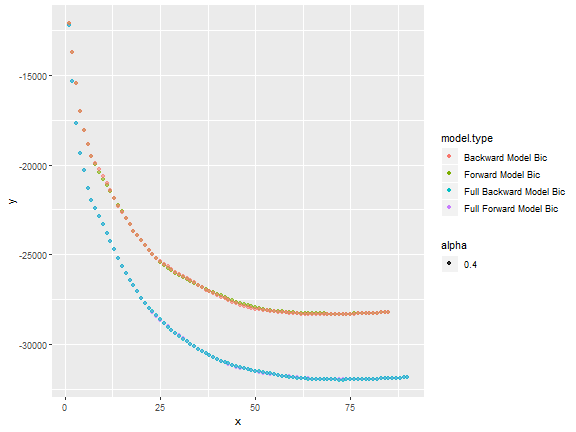 -15000
-20000
-25000
-30000
y
0
25
50
75
x
model.type
Backward Model Bic
Forward Model Bic
Full Backward Model Bic
Full Forward Model Bic
alpha
0.4